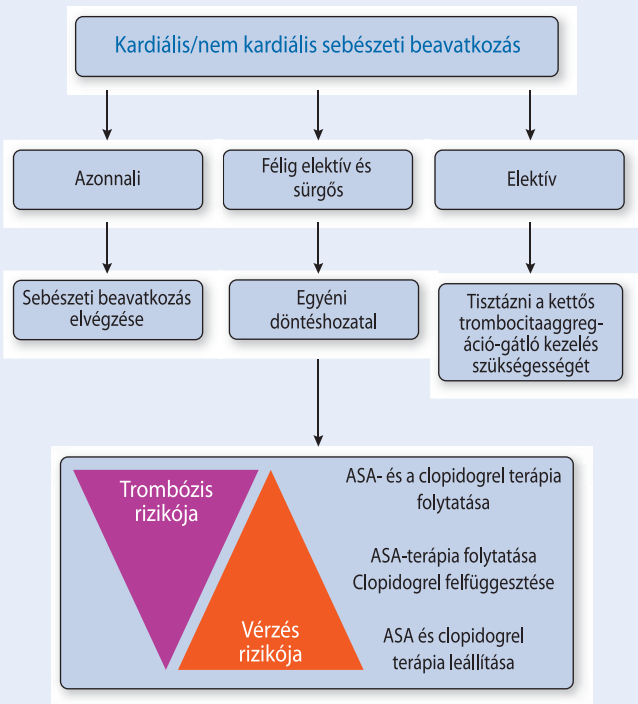 Kardiális/nem kardiális sebészeti beavatkozás
Azonnali
Félig elektív és
sürgős
Elektív
Sebészeti beavatkozás
elvégzése
Egyéni
döntéshozatal
Tisztázni a kettős
trombocitaaggreg-
áció-gátló kezelés
szükségességét
Trombózis
rizikója
Vérzés
rizikója
ASA- és a clopidogrel terápia
folytatása
ASA-terápia folytatása
Clopidogrel felfüggesztése
ASA és clopidogrel
terápia leállítása